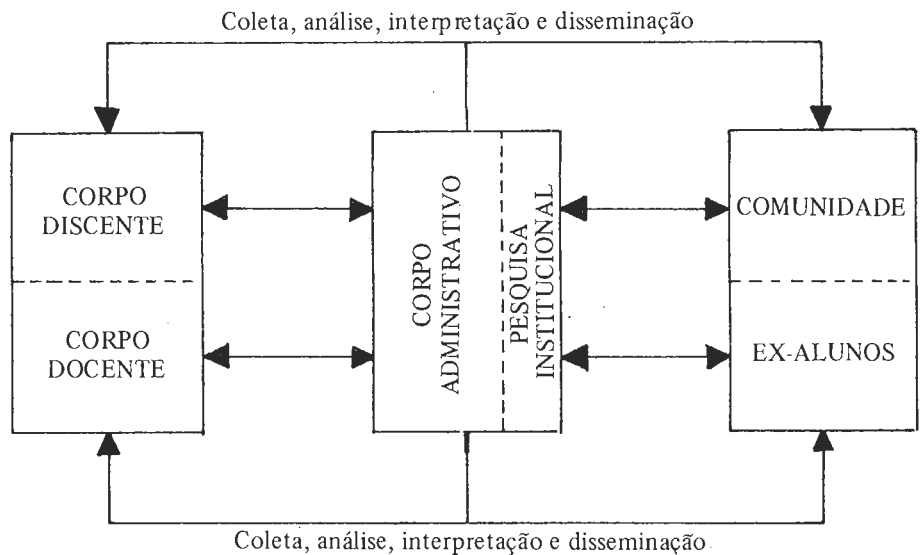 Coleta, análise, interpretação e disseminação
CORPO
DISCENTE
CORPO
DOCENTE
CORPO
ADMINISTRATIVO
PESQUISA
INSTITUCIONAL
COMUNIDADE
EX-ALUNOS
Coleta, análise, interpretação e disseminação